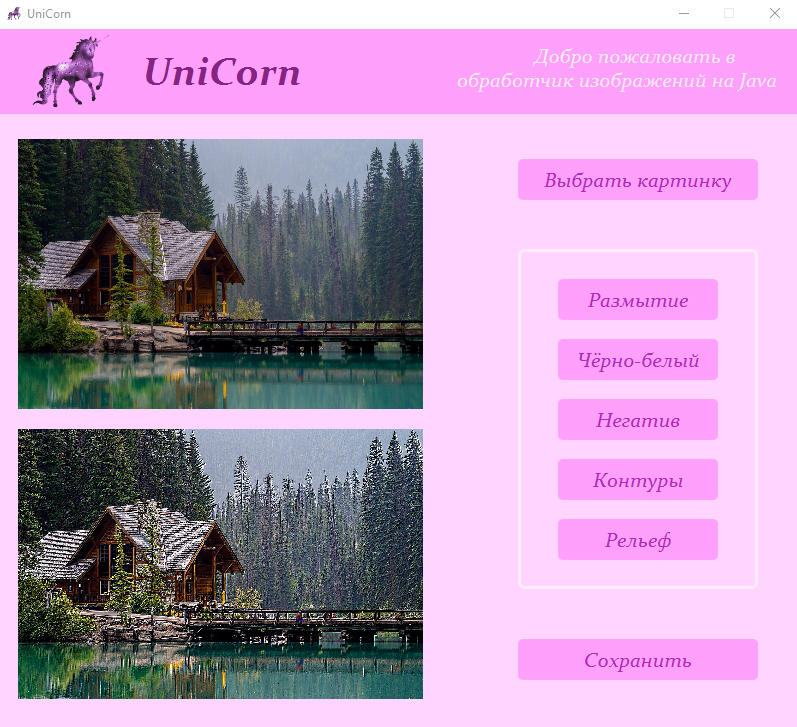 UniCorn
UniCorn
Добро пожаловать в
обработчик изображений на Java
Выбрать картинку
Размытие
Чёрно-белый
Негатив
Контуры
Рельеф
Сохранить